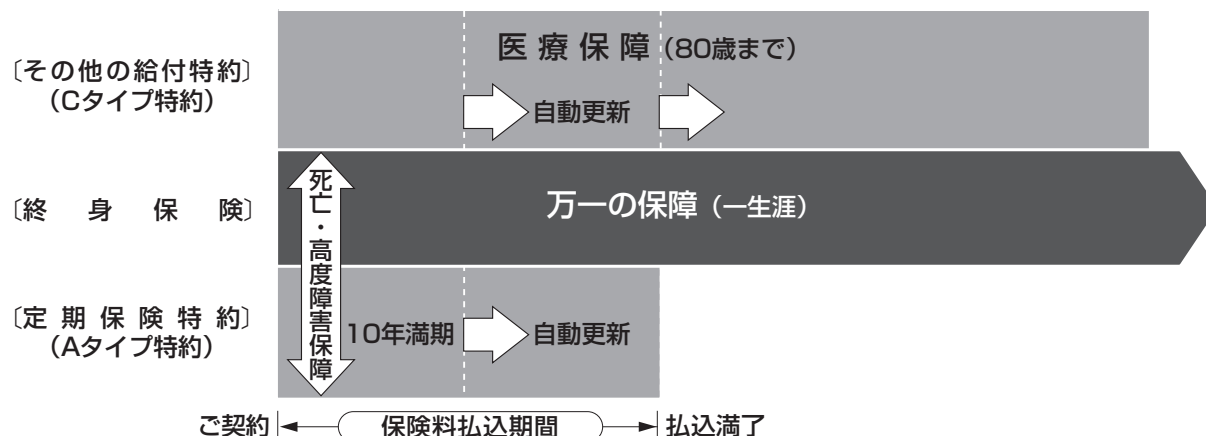 医療保障（80歳まで）
〔その他の給付特約〕
（Cタイプ特約）
自動更新
〔終身保険〕
万一の保障（一生涯）
死亡・高度障害保障
〔定期保険特約〕
（Aタイプ特約）
10年満期
自動更新
ご契約
保険料払込期間
払込満了